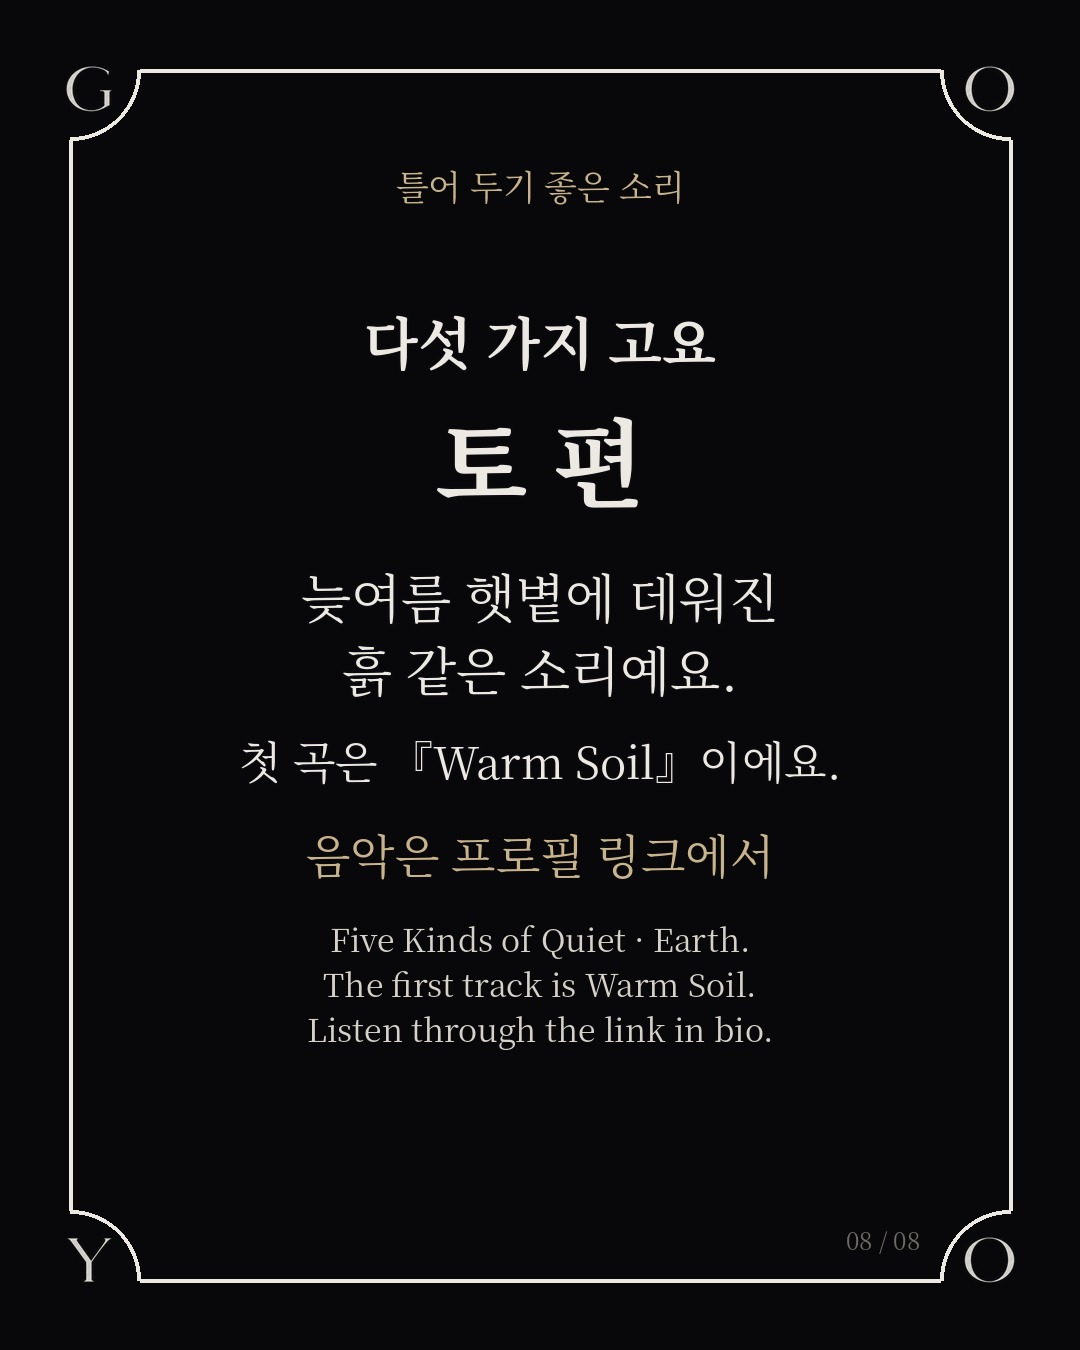 G O
틀어 두기 좋은 소리
다섯 가지 고요
토 편
늦여름 햇볕에 데워진
흙 같은 소리예요.
첫 곡은 『Warm Soil』이에요.
음악은 프로필 링크에서
Five Kinds of Quiet · Earth.
The first track is Warm Soil.
Listen through the link in bio.
08 / 08
Y O